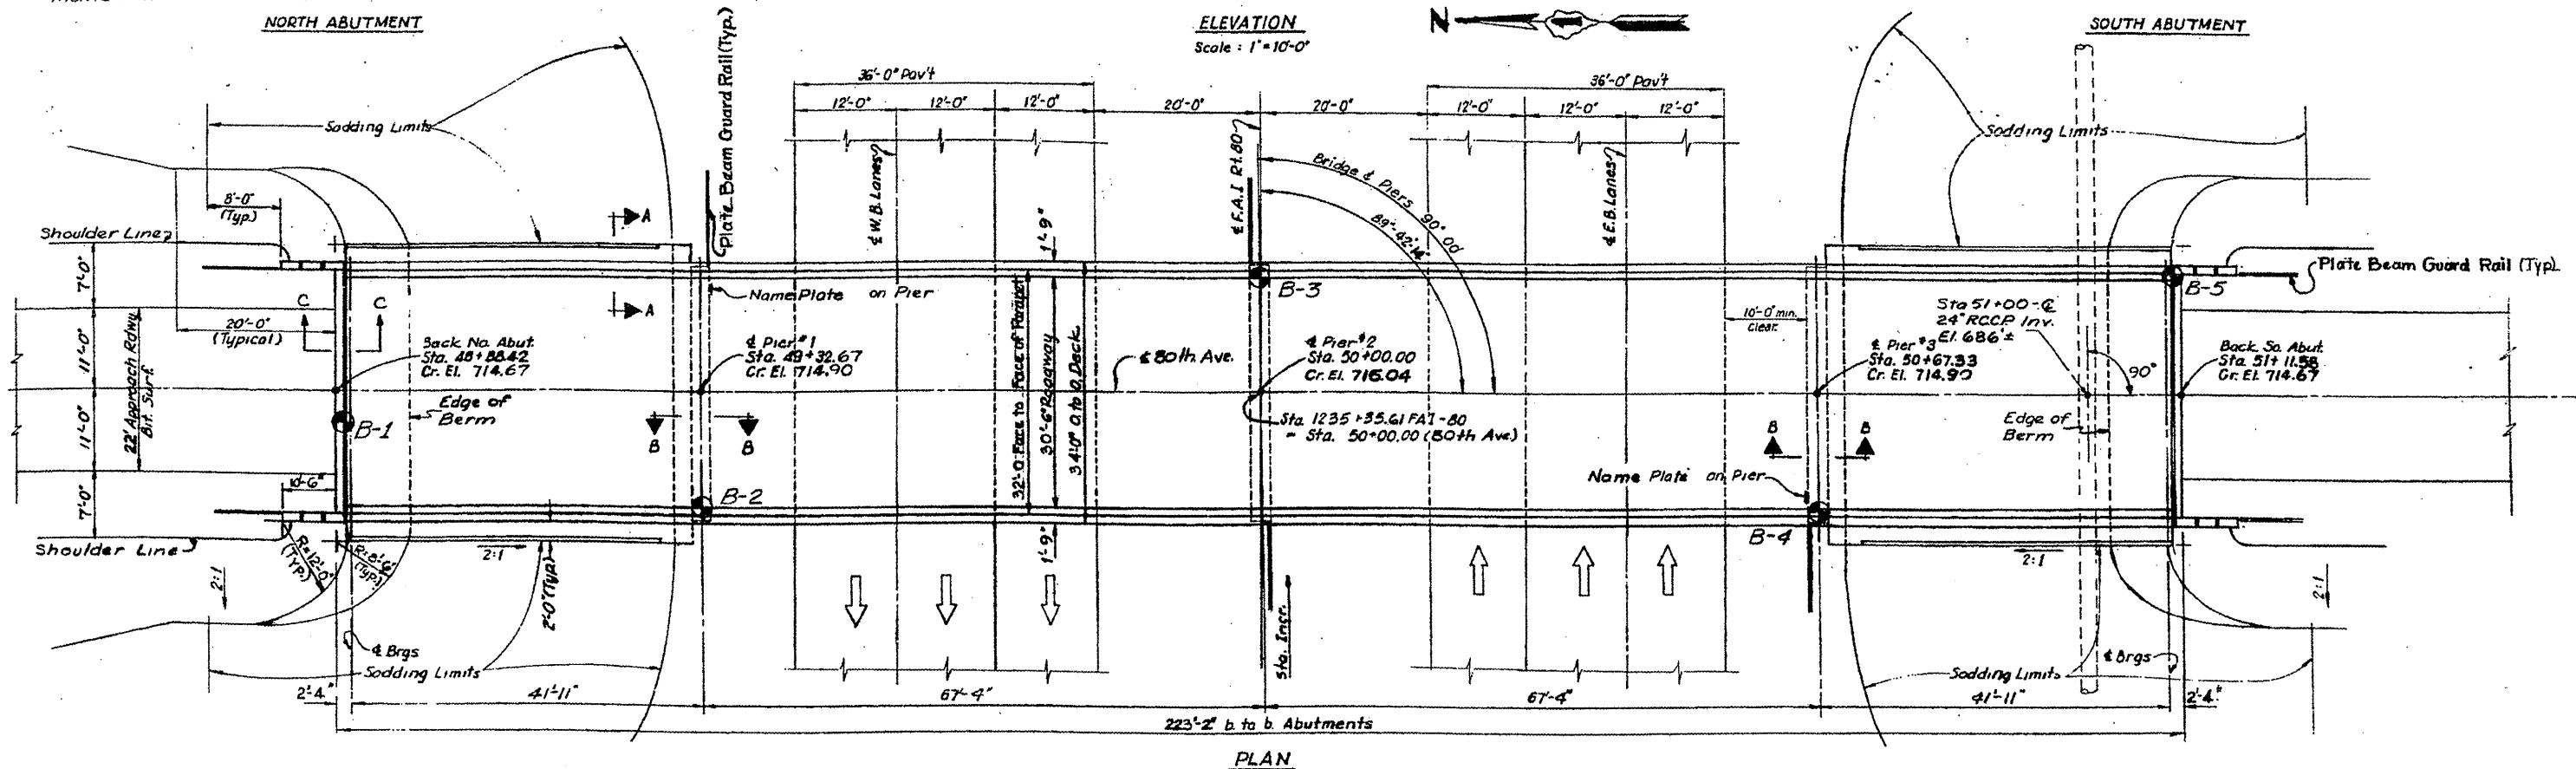 NORTH ABUTMENT
ELEVATION
Scale : 1"=10'-0"
N
SOUTH ABUTMENT
Plate Beam Guard Rail (Typ.)
36'-0" Pav't
36'-0" Pav't
12'-0"
12'-0"
12'-0"
20'-0"
20'-0"
12'-0"
12'-0"
12'-0"
Sodding Limits
Sodding Limits
℄ W.B. Lanes
℄ F.A.I Rt. 80
Bridge & Piers 90° 00'
89°-42'-14"
℄ E.B. Lanes
8'-0"
(Typ.)
A
Shoulder Line
7'-0"
1'-9"
Plate Beam Guard Rail (Typ.)
B-3
B-5
Name Plate on Pier
C
C
A
20'-0"
(Typical)
10'-0" min.
Clear.
Sta 51+00-℄
24" R.C.C.P Inv.
El. 686'±
11'-0"
22' Approach Rdwy.
Bit. Surf.
Back No. Abut.
Sta. 48+88.42
Cr. El. 714.67
℄ Pier #1
Sta. 49+32.67
Cr. El. 714.90
32'-0 Face to Face of Parapet
30'-6" Roadway
34'-0" O. to O. Deck
℄ 80th Ave.
℄ Pier #2
Sta. 50+00.00
Cr. El. 715.04
℄ Pier #3
Sta. 50+67.33
Cr. El. 714.90
90°
Back So. Abut.
Sta. 51+11.58
Cr. El. 714.67
11'-0"
B-1
Edge of
Berm
B
B
Sta 1235+35.61 FAI-80
= Sta. 50+00.00 (80th Ave.)
Edge of
Berm
B
B
10'-6"
7'-0"
B-2
Name Plate on Pier
B-4
Shoulder Line
R=12'-0"
(Typ.)
R=8'-6"
(Typ.)
2:1
2'-0" (Typ.)
1'-9"
2:1
2:1
2:1
Sta. Incr.
℄ Brgs
℄ Brgs
Sodding Limits
Sodding Limits
2'-4"
41'-11"
67'-4"
67'-4"
41'-11"
2'-4"
223'-2" b. to b. Abutments
PLAN